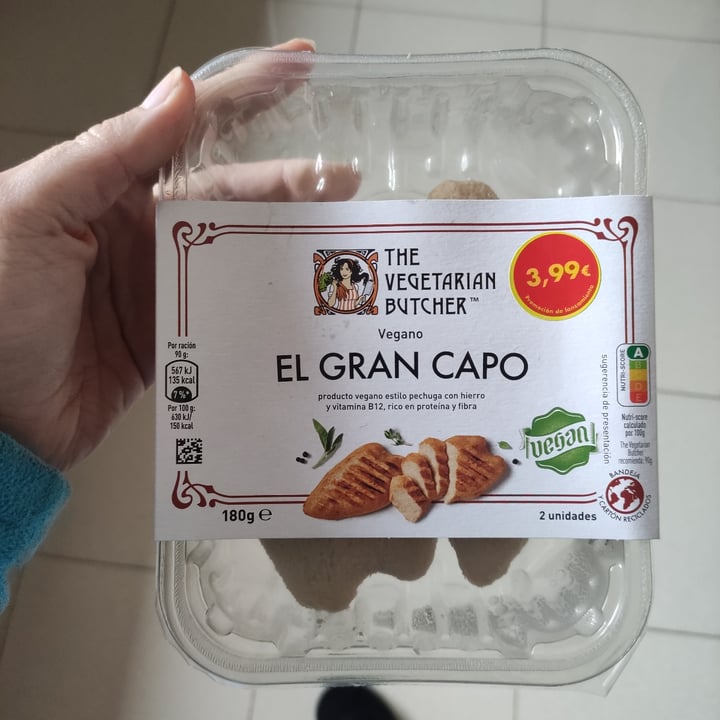 THE
VEGETARIAN
BUTCHER™
3,99€
Promoción de lanzamiento
Vegano
EL GRAN CAPO
producto vegano estilo pechuga con hierro
y vitamina B12, rico en proteína y fibra
Por ración
90 g:
567 kJ
135 kcal
7 %*
Por 100 g:
630 kJ/
150 kcal
vegan
sugerencia de presentación
NUTRI-SCORE
A
B
C
D
E
Nutri-score
calculado
por 100g
The Vegetarian
Butcher
recomienda: 90g
BANDEJA
Y CARTÓN RECICLADOS
180g e
2 unidades